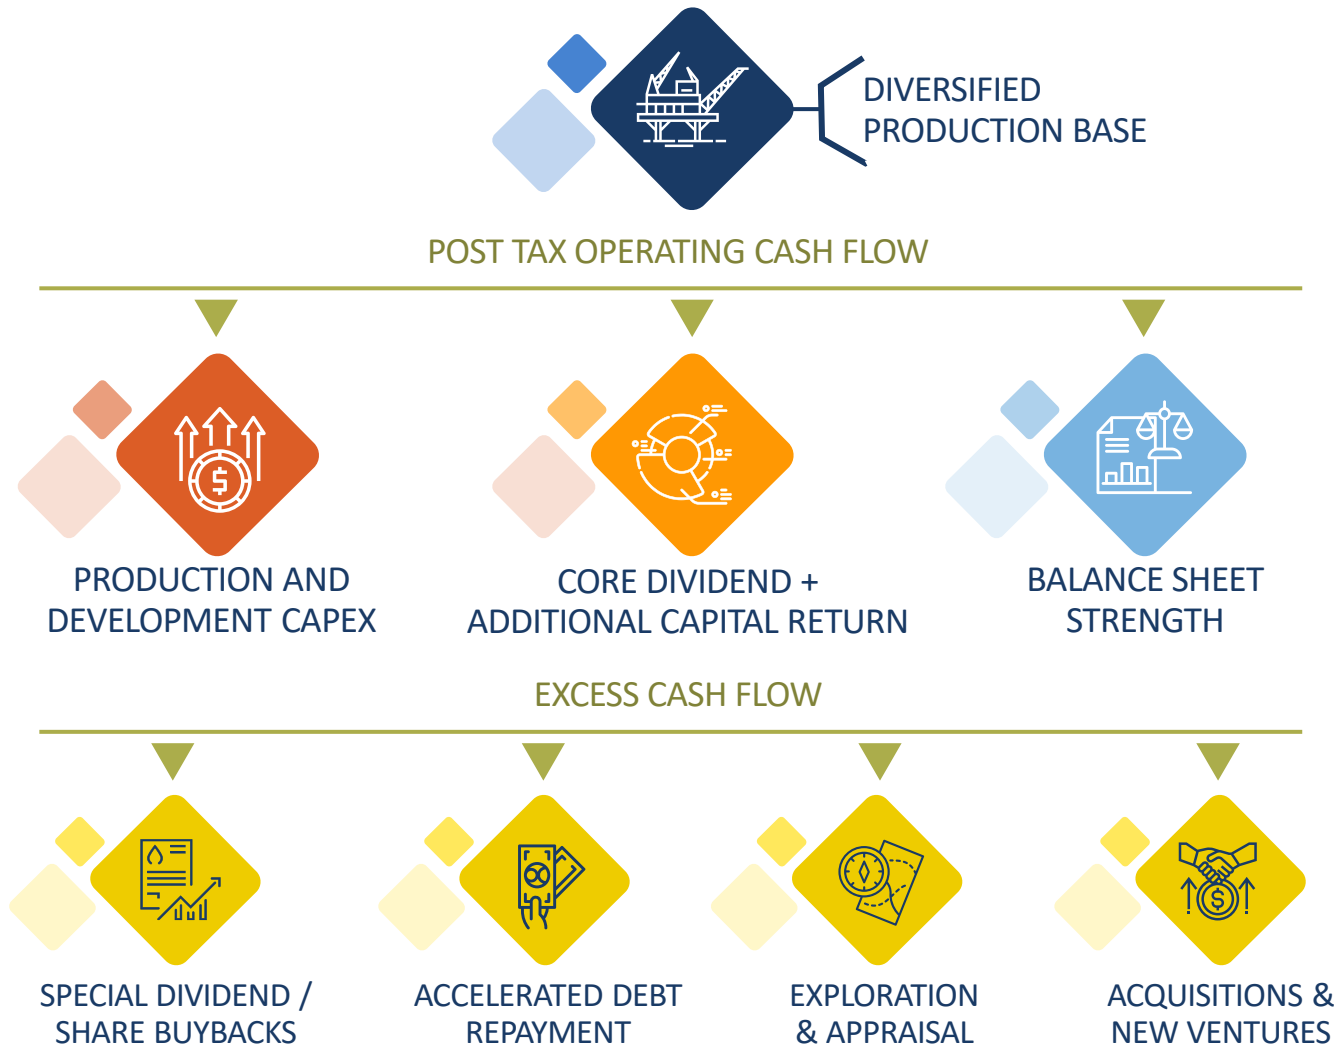 DIVERSIFIED
PRODUCTION BASE
POST TAX OPERATING CASH FLOW
PRODUCTION AND
DEVELOPMENT CAPEX
CORE DIVIDEND +
ADDITIONAL CAPITAL RETURN
BALANCE SHEET
STRENGTH
EXCESS CASH FLOW
SPECIAL DIVIDEND /
SHARE BUYBACKS
ACCELERATED DEBT
REPAYMENT
EXPLORATION
& APPRAISAL
ACQUISITIONS &
NEW VENTURES